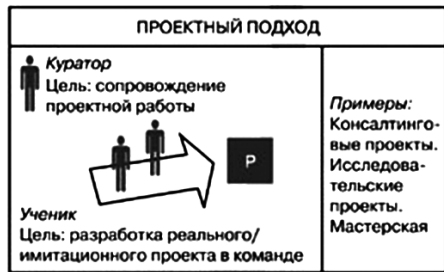 ПРОЕКТНЫЙ ПОДХОД
Куратор
Цель: сопровождение
проектной работы
Р
Ученик
Цель: разработка реального/
имитационного проекта в команде
Примеры:
Консалтинго-
вые проекты.
Исследова-
тельские
проекты.
Мастерская